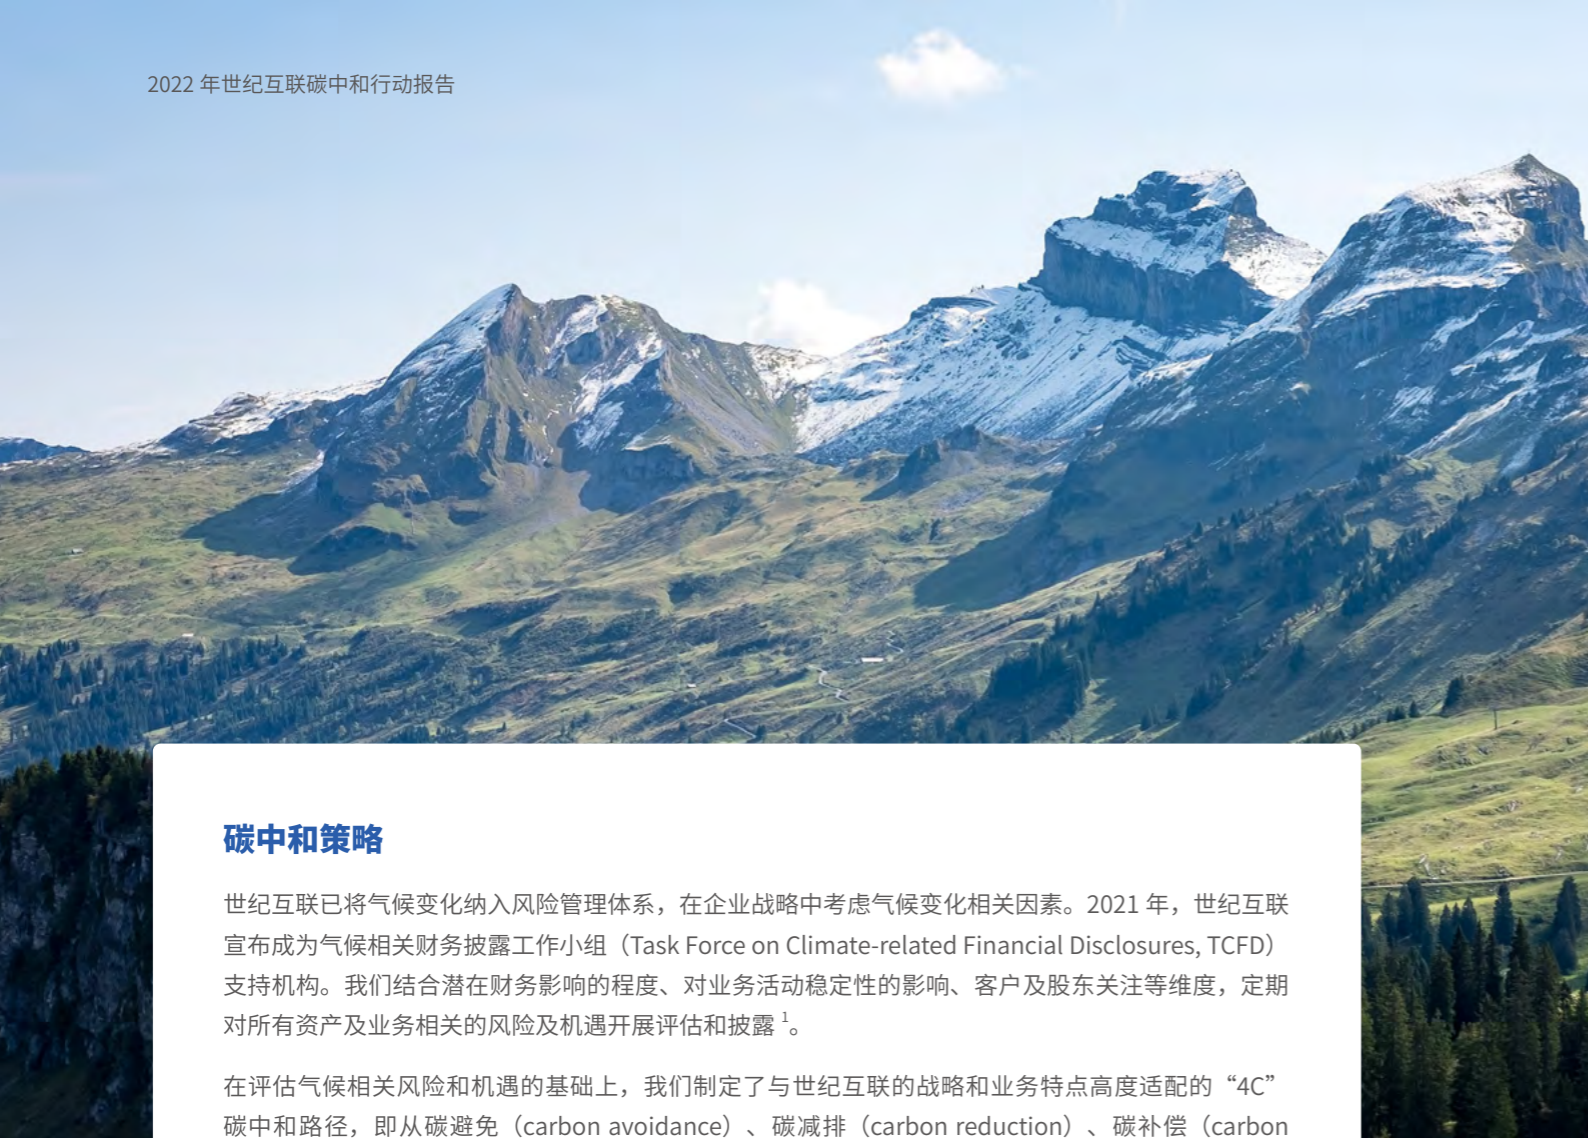 2022 年世纪互联碳中和行动报告
碳中和策略
世纪互联已将气候变化纳入风险管理体系，在企业战略中考虑气候变化相关因素。2021 年，世纪互联
宣布成为气候相关财务披露工作小组（Task Force on Climate-related Financial Disclosures, TCFD）
支持机构。我们结合潜在财务影响的程度、对业务活动稳定性的影响、客户及股东关注等维度，定期
对所有资产及业务相关的风险及机遇开展评估和披露 1。
在评估气候相关风险和机遇的基础上，我们制定了与世纪互联的战略和业务特点高度适配的“4C”
碳中和路径，即从碳避免（carbon avoidance）、碳减排（carbon reduction）、碳补偿（carbon